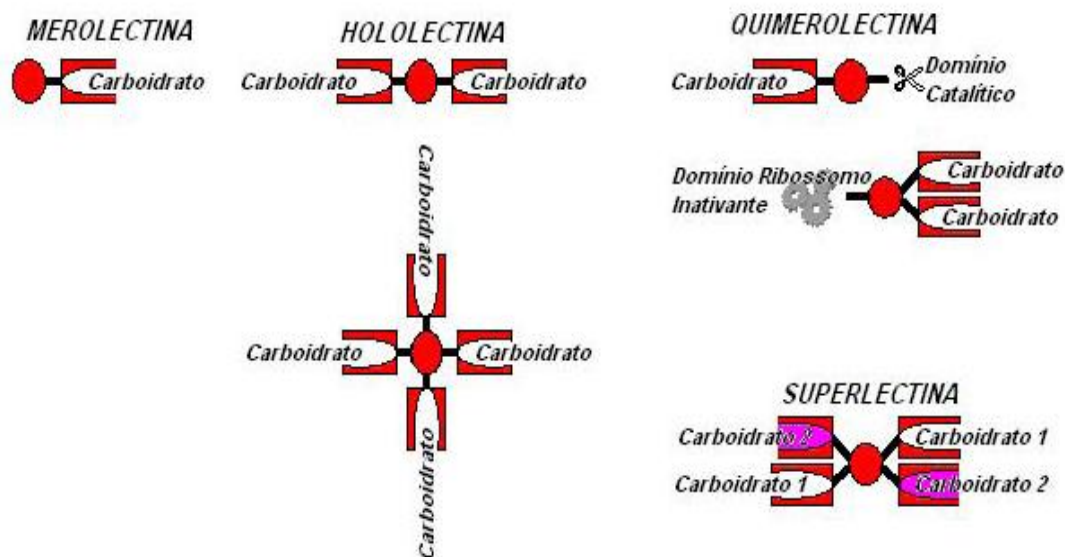 MEROLECTINA
Carboidrato
HOLOLECTINA
Carboidrato
Carboidrato
Carboidrato
Carboidrato
Carboidrato
Carboidrato
QUIMEROLECTINA
Carboidrato
Domínio
Catalítico
Domínio Ribossomo
Inativante
Carboidrato
Carboidrato
SUPERLECTINA
Carboidrato 2
Carboidrato 1
Carboidrato 1
Carboidrato 2